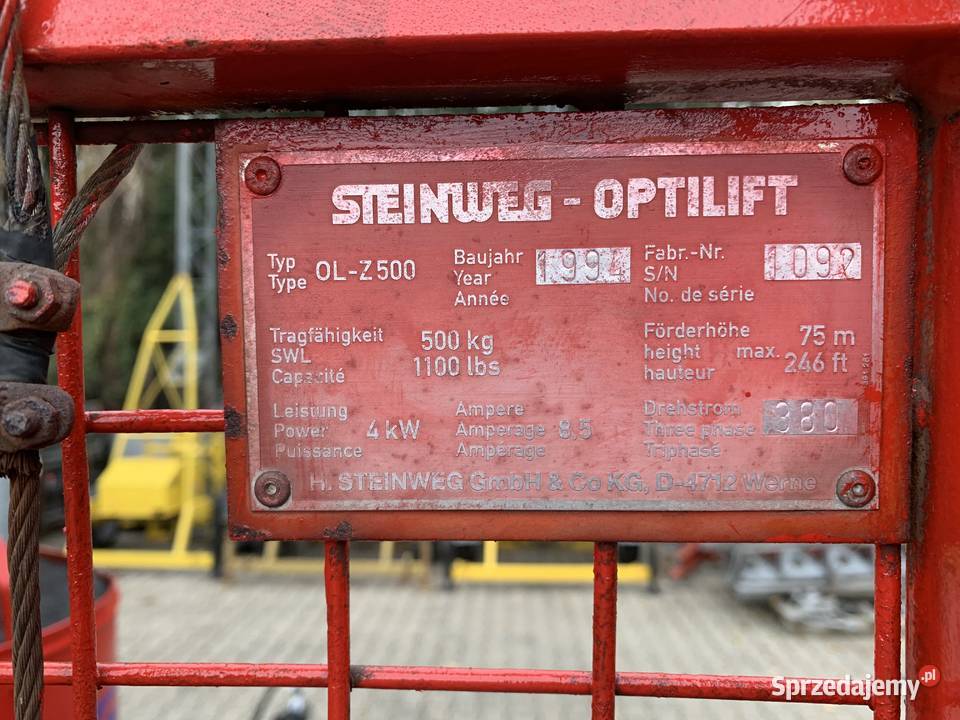 STEINWEG - OPTILIFT
Typ
Type
OL-Z500
Baujahr
Year
Année
Fabr.-Nr.
S/N
No. de série
Tragfähigkeit
SWL
Capacité
500 kg
1100 lbs
Förderhöhe
height max.
hauteur
75 m
246 ft
Leistung
Power
Puissance
4 kW
Ampere
Amperage
Amperage
8,5
Drehstrom
Three phase
Triphasé
380
H. STEINWEG GmbH & Co KG, D-4712 Werne
Sprzedajemy.pl